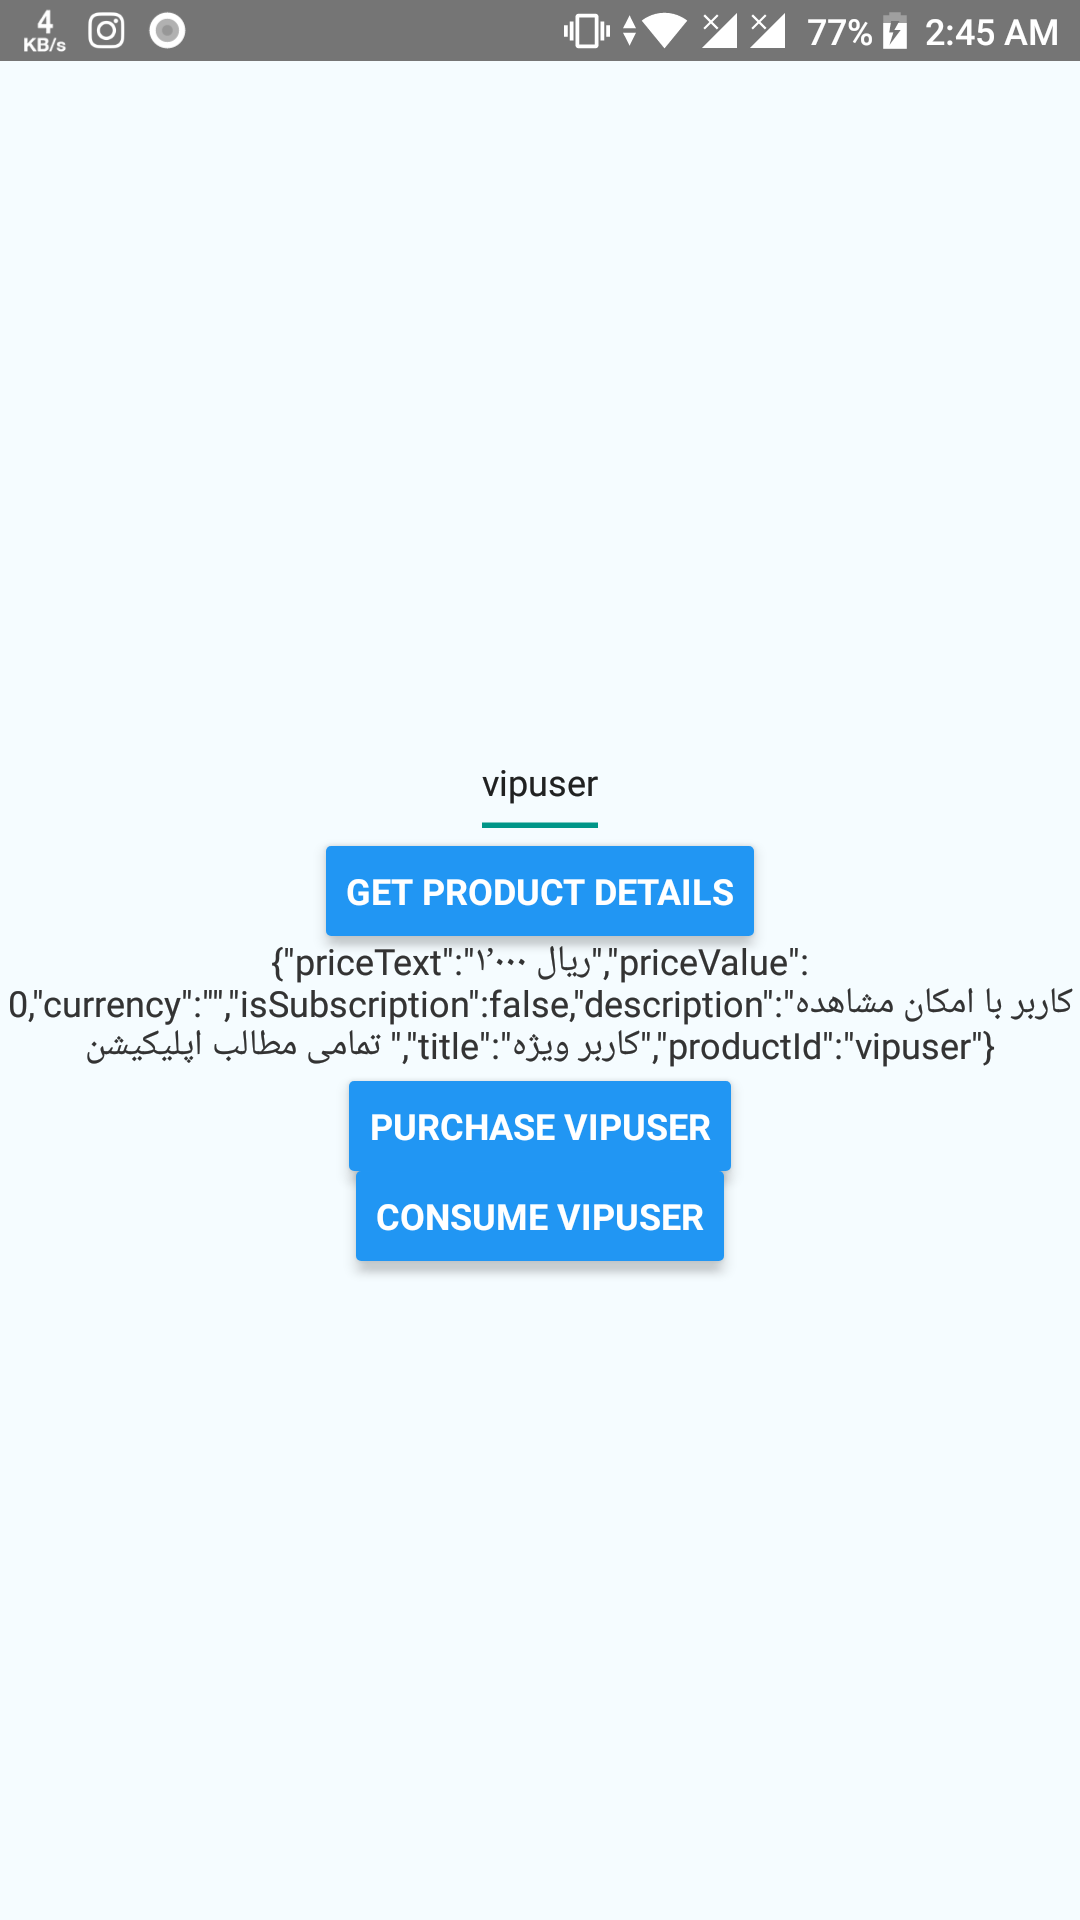 4
KB/s
77%
2:45 AM
vipuser
GET PRODUCT DETAILS
{"priceText":"۱٬۰۰۰ ریال","priceValue":
0,"currency":"","isSubscription":false,"description":"کاربر با امکان مشاهده
تمامی مطالب اپلیکیشن ","title":"کاربر ویژه","productId":"vipuser"}
PURCHASE VIPUSER
CONSUME VIPUSER